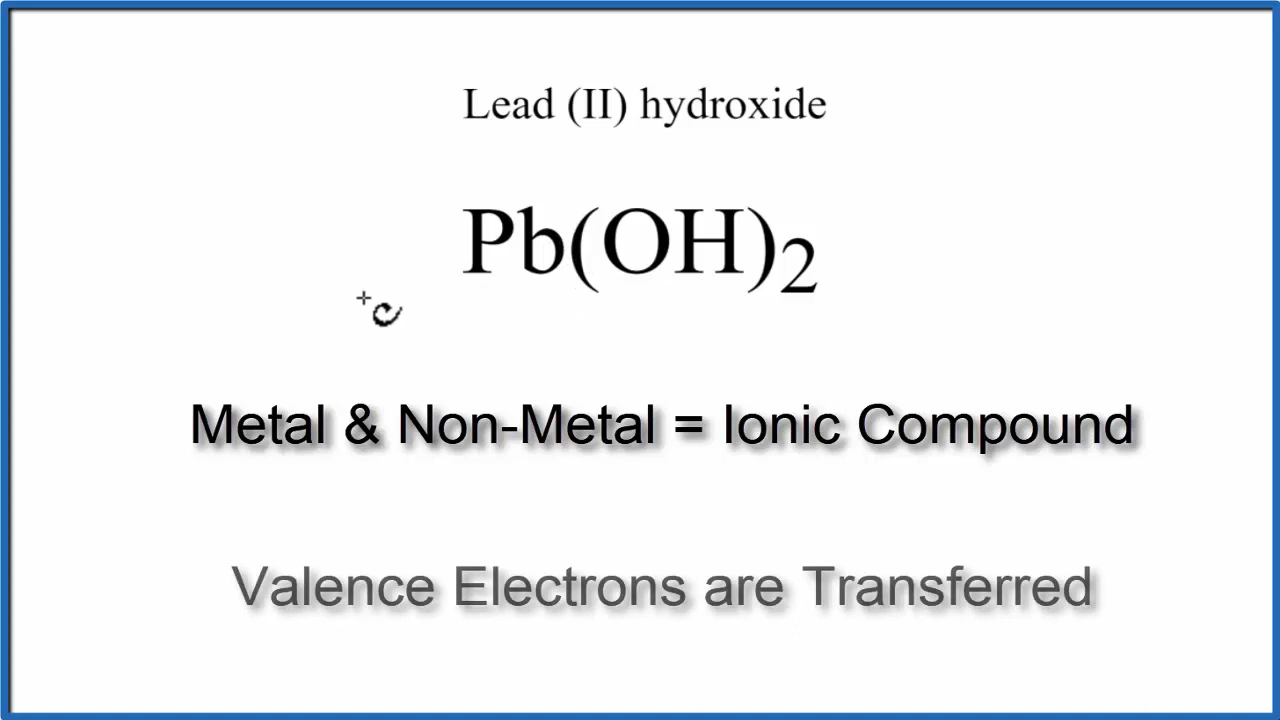 Lead (II) hydroxide
Pb(OH)₂
Metal & Non-Metal = Ionic Compound
Valence Electrons are Transferred